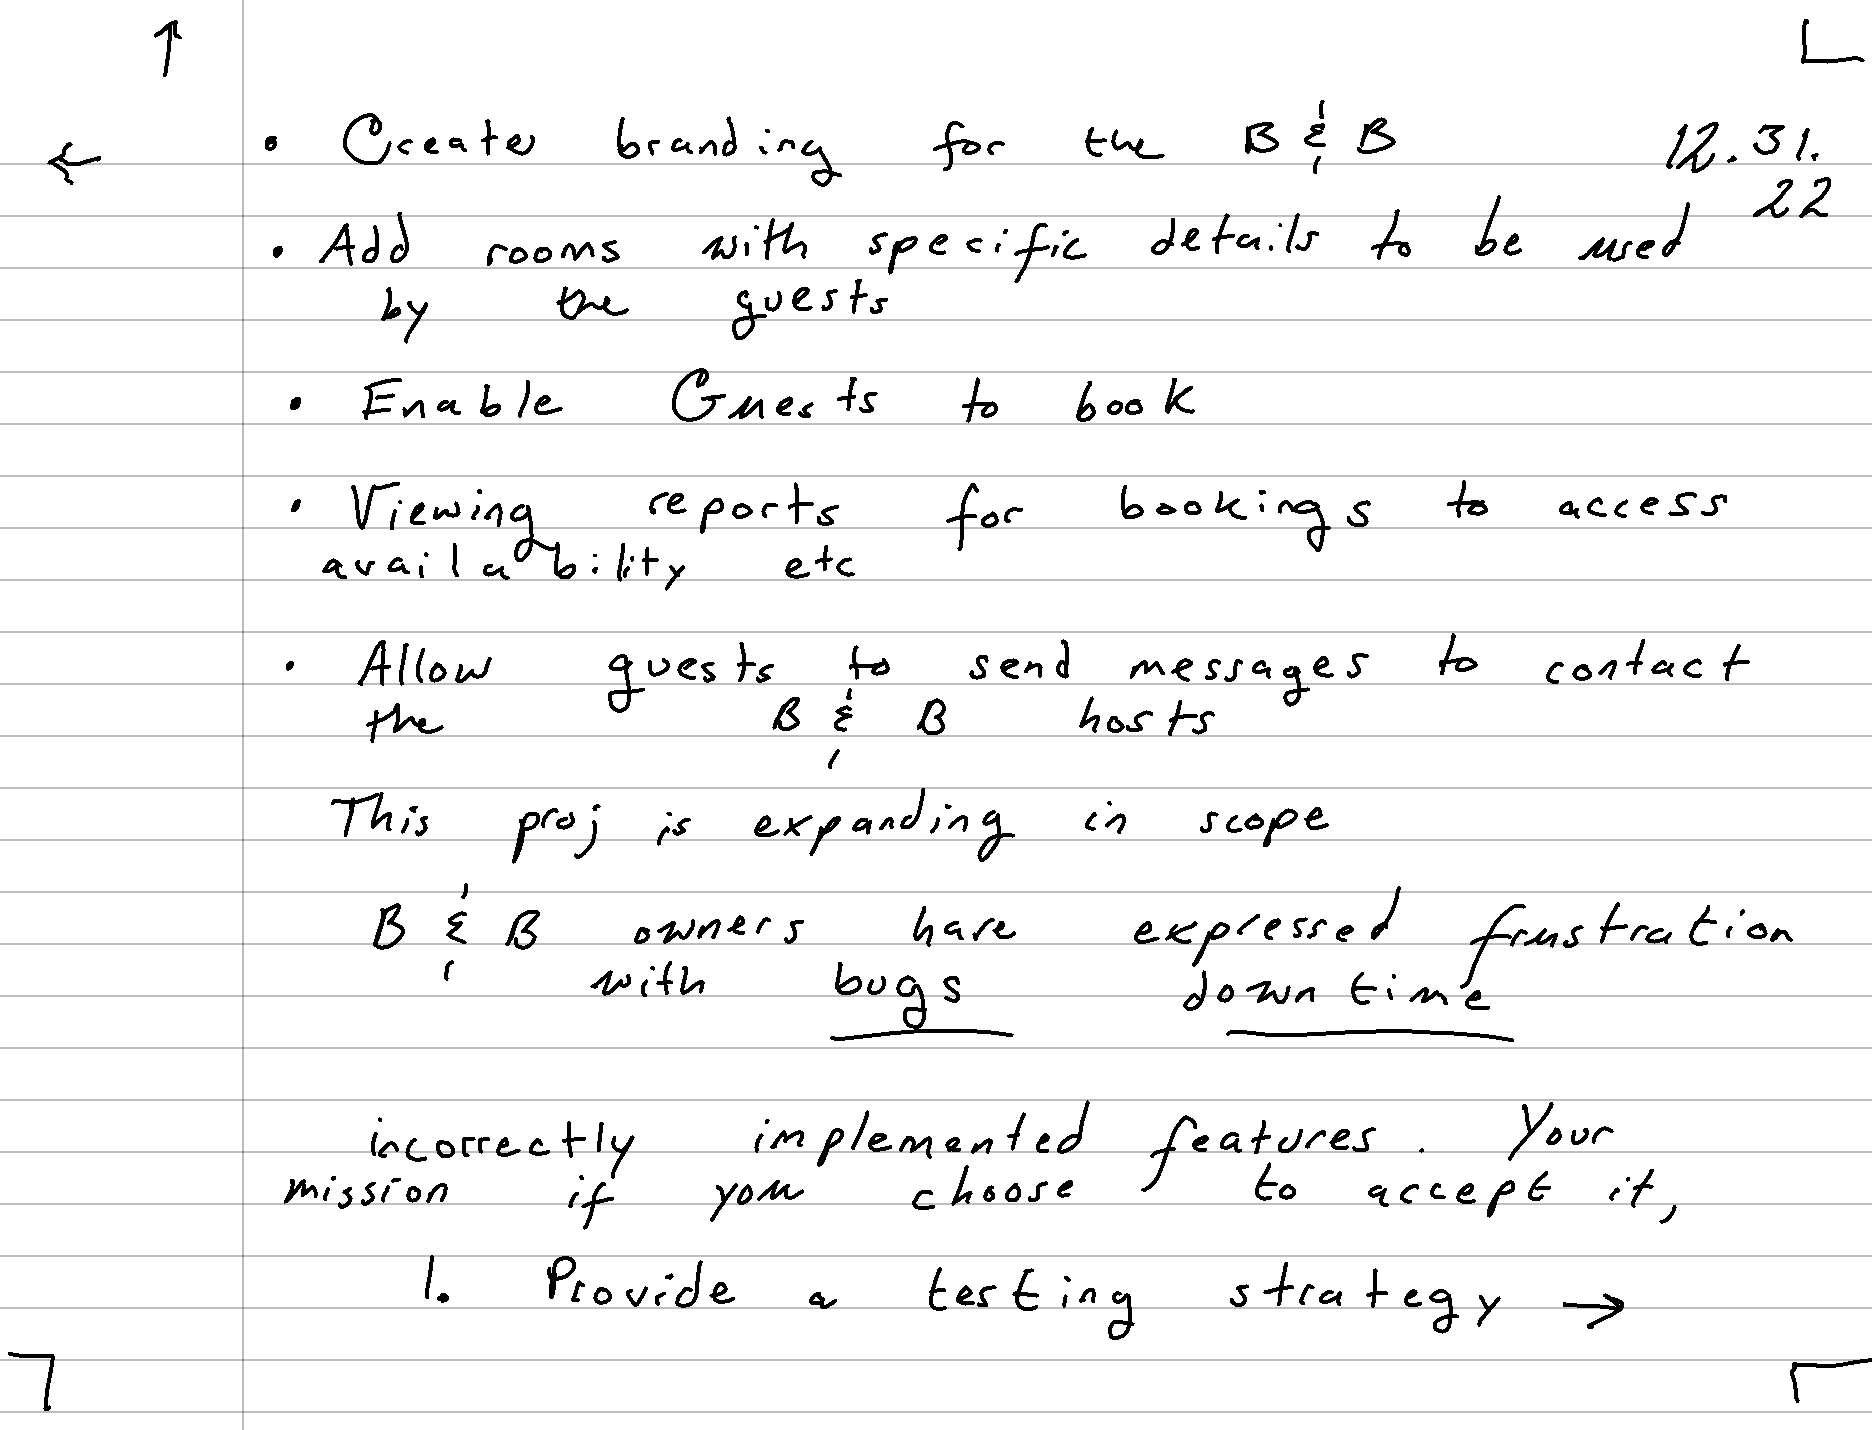 • Create branding for the B & B 12.31.
22
• Add rooms with specific details to be used
by the guests
• Enable Guests to book
• Viewing reports for bookings to access
availability etc
• Allow guests to send messages to contact
the B & B hosts
This proj is expanding in scope
B & B owners have expressed frustration
with bugs downtime
incorrectly implemented features. Your
mission if you choose to accept it,
1. Provide a testing strategy →